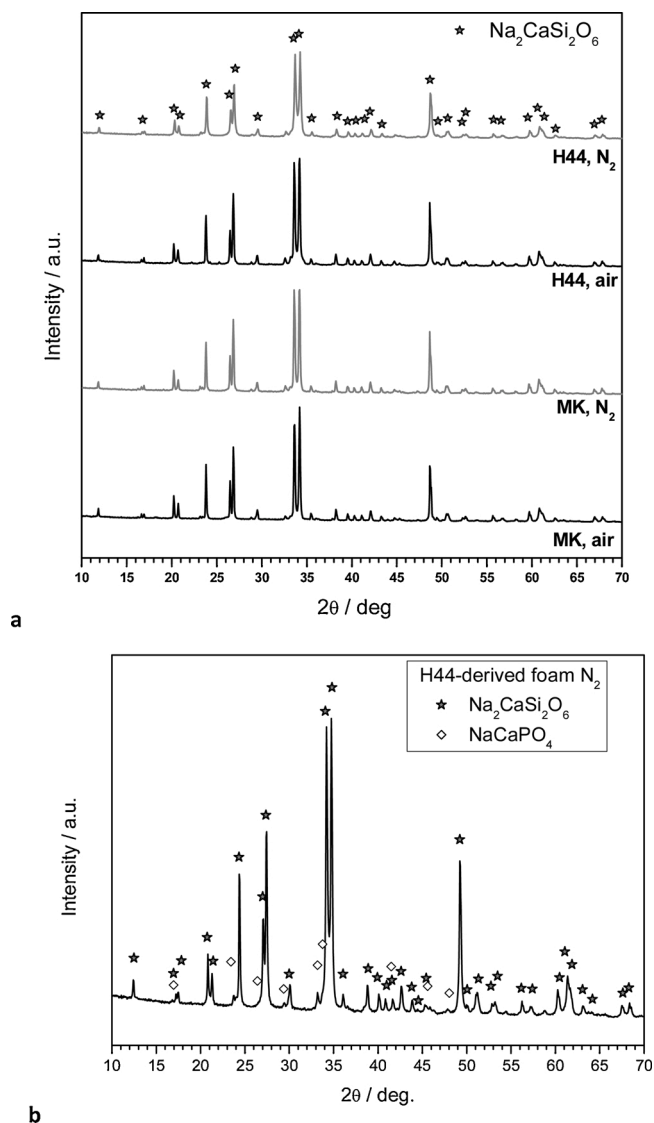 Na₂CaSi₂O₆
H44, N₂
H44, air
MK, N₂
MK, air
Intensity / a.u.
10 15 20 25 30 35 40 45 50 55 60 65 70
2θ / deg
a
H44-derived foam N₂
Na₂CaSi₂O₆
NaCaPO₄
Intensity / a.u.
10 15 20 25 30 35 40 45 50 55 60 65 70
2θ / deg.
b